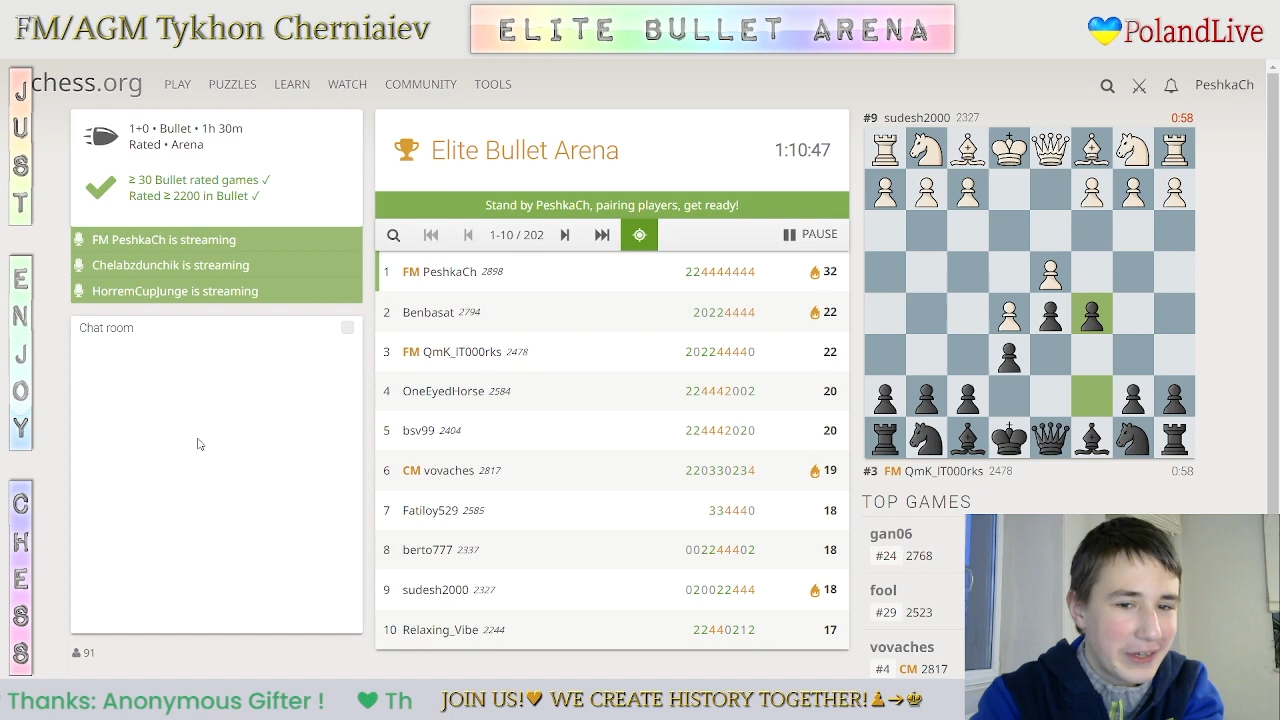 FM/AGM Tykhon Cherniaiev
ELITE BULLET ARENA
PolandLive
JUST
ENJOY
CHESS
chess.org
PLAY PUZZLES LEARN WATCH COMMUNITY TOOLS
PeshkaCh
1+0 • Bullet • 1h 30m
Rated • Arena
≥ 30 Bullet rated games ✓
Rated ≥ 2200 in Bullet ✓
FM PeshkaCh is streaming
Chelabzdunchik is streaming
HorremCupJunge is streaming
Chat room
91
Elite Bullet Arena 1:10:47
Stand by PeshkaCh, pairing players, get ready!
1-10 / 202 PAUSE
1 FM PeshkaCh 2898 224444444 32
2 Benbasat 2794 20224444 22
3 FM QmK_IT000rks 2478 202244440 22
4 OneEyedHorse 2584 224442002 20
5 bsv99 2404 224442020 20
6 CM vovaches 2817 220330234 19
7 Fatiloy529 2585 334440 18
8 berto777 2337 002244402 18
9 sudesh2000 2327 020022444 18
10 Relaxing_Vibe 2244 22440212 17
#9 sudesh2000 2327 0:58
#3 FM QmK_IT000rks 2478 0:58
TOP GAMES
gan06
#24 2768
fool
#29 2523
vovaches
#4 CM 2817
Thanks: Anonymous Gifter ! Th
JOIN US! WE CREATE HISTORY TOGETHER!